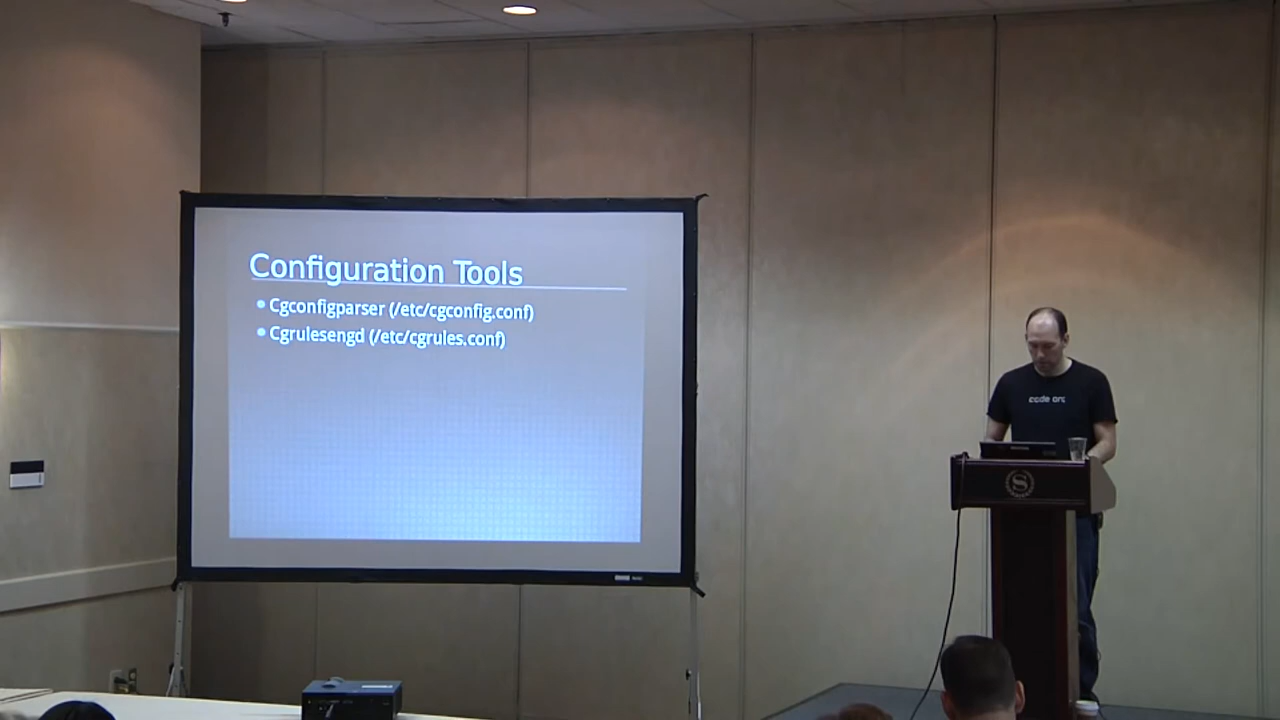 Configuration Tools
Cgconfigparser (/etc/cgconfig.conf)
Cgrulesengd (/etc/cgrules.conf)
S